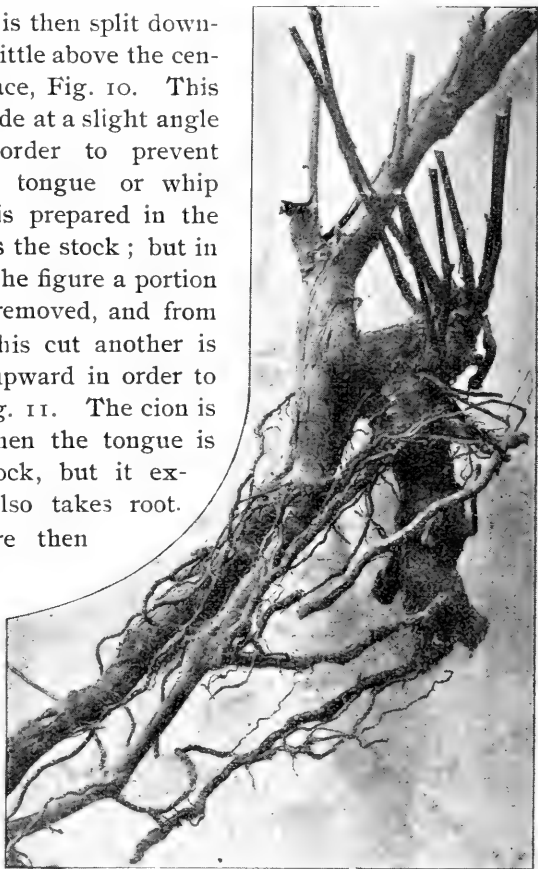 is then split down-
ittle above the cen-
ace, Fig. 10. This
de at a slight angle
order to prevent
tongue or whip
is prepared in the
s the stock ; but in
he figure a portion
removed, and from
his cut another is
upward in order to
g. 11. The cion is
hen the tongue is
ock, but it ex-
lso takes root.
re then